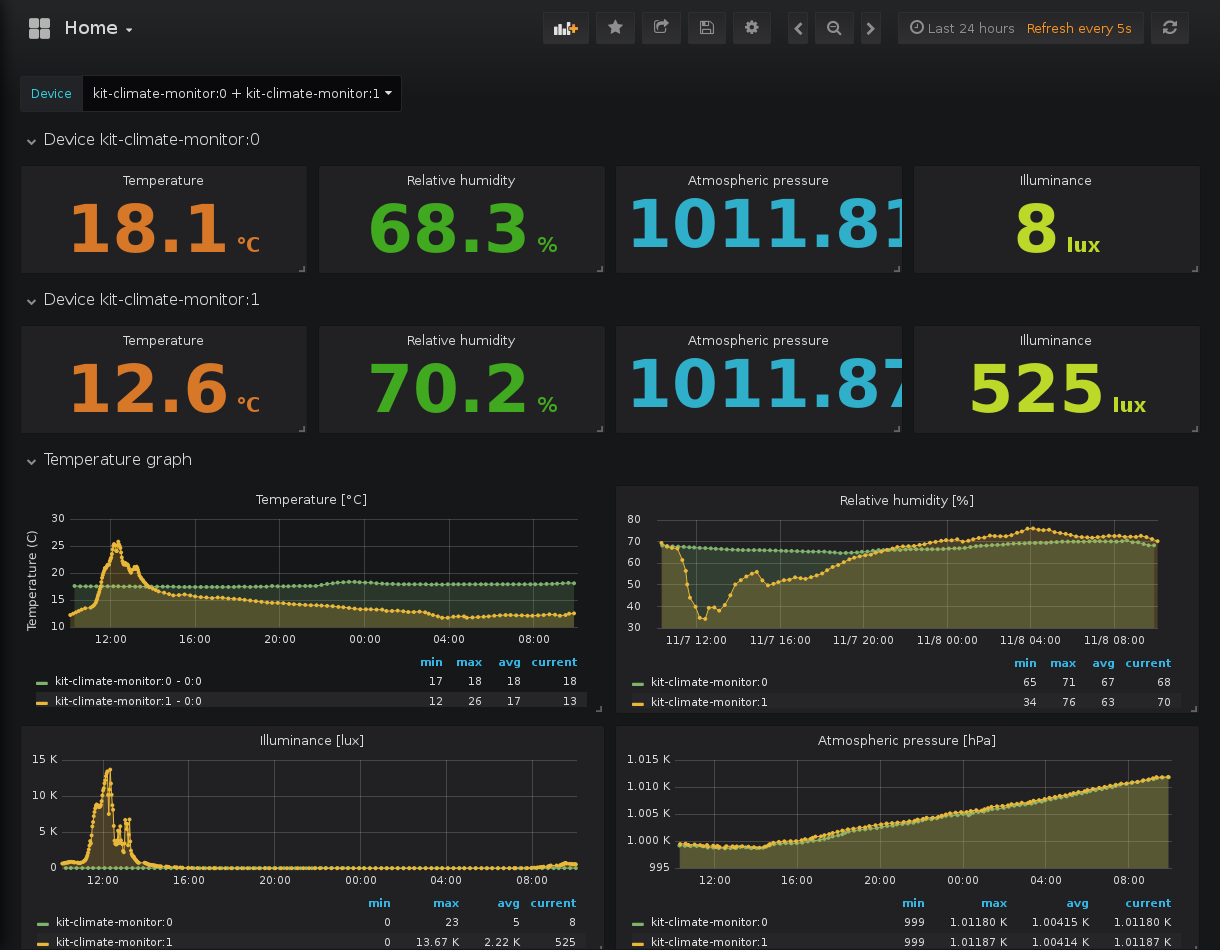 Home
Last 24 hours Refresh every 5s
Device kit-climate-monitor:0 + kit-climate-monitor:1
Device kit-climate-monitor:0
Temperature Relative humidity Atmospheric pressure Illuminance
18.1 °C 68.3 % 1011.81 8 lux
Device kit-climate-monitor:1
Temperature Relative humidity Atmospheric pressure Illuminance
12.6 °C 70.2 % 1011.87 525 lux
Temperature graph
Temperature [°C]
Temperature (C)
30
25
20
15
10
12:00 16:00 20:00 00:00 04:00 08:00
min max avg current
kit-climate-monitor:0 - 0:0 17 18 18 18
kit-climate-monitor:1 - 0:0 12 26 17 13
Relative humidity [%]
80
70
60
50
40
30
11/7 12:00 11/7 16:00 11/7 20:00 11/8 00:00 11/8 04:00 11/8 08:00
min max avg current
kit-climate-monitor:0 65 71 67 68
kit-climate-monitor:1 34 76 63 70
Illuminance [lux]
15 K
10 K
5 K
0
12:00 16:00 20:00 00:00 04:00 08:00
min max avg current
kit-climate-monitor:0 0 23 5 8
kit-climate-monitor:1 0 13.67 K 2.22 K 525
Atmospheric pressure [hPa]
1.015 K
1.010 K
1.005 K
1.000 K
995
12:00 16:00 20:00 00:00 04:00 08:00
min max avg current
kit-climate-monitor:0 999 1.01180 K 1.00415 K 1.01180 K
kit-climate-monitor:1 999 1.01187 K 1.00414 K 1.01187 K